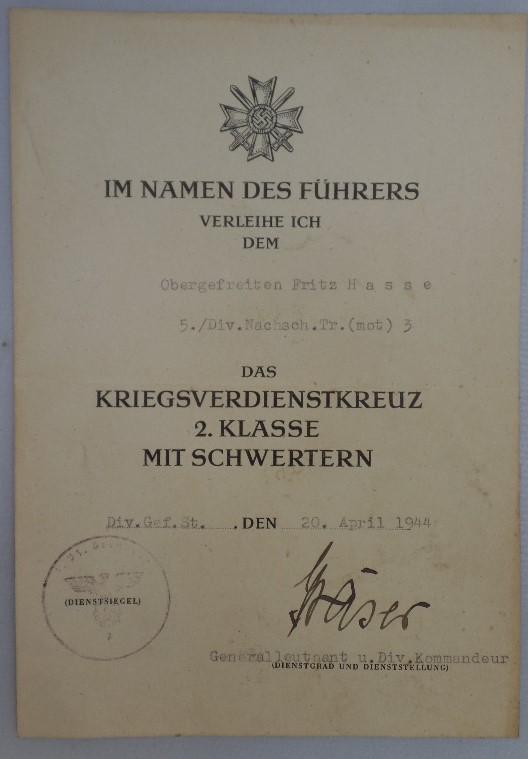 IM NAMEN DES FÜHRERS
VERLEIHE ICH
DEM
Obergefreiten Fritz H a s s e
5./Div.Nachsch.Tr.(mot) 3
DAS
KRIEGSVERDIENSTKREUZ
2. KLASSE
MIT SCHWERTERN
Div.Gef.St. .DEN 20. April 1944
(DIENSTSIEGEL)
Gräser
Generalleutnant u.Div.Kommandeur
(DIENSTGRAD UND DIENSTSTELLUNG)